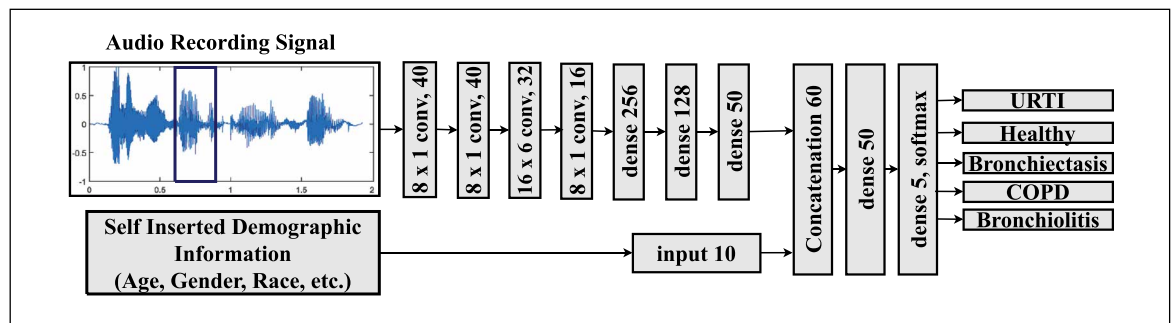 Audio Recording Signal
1
0.5
0
-0.5
-1
0
0.5
1
1.5
2
8 x 1 conv, 40
8 x 1 conv, 40
16 x 6 conv, 32
8 x 1 conv, 16
dense 256
dense 128
dense 50
Concatenation 60
dense 50
dense 5, softmax
URTI
Healthy
Bronchiectasis
COPD
Bronchiolitis
Self Inserted Demographic
Information
(Age, Gender, Race, etc.)
input 10